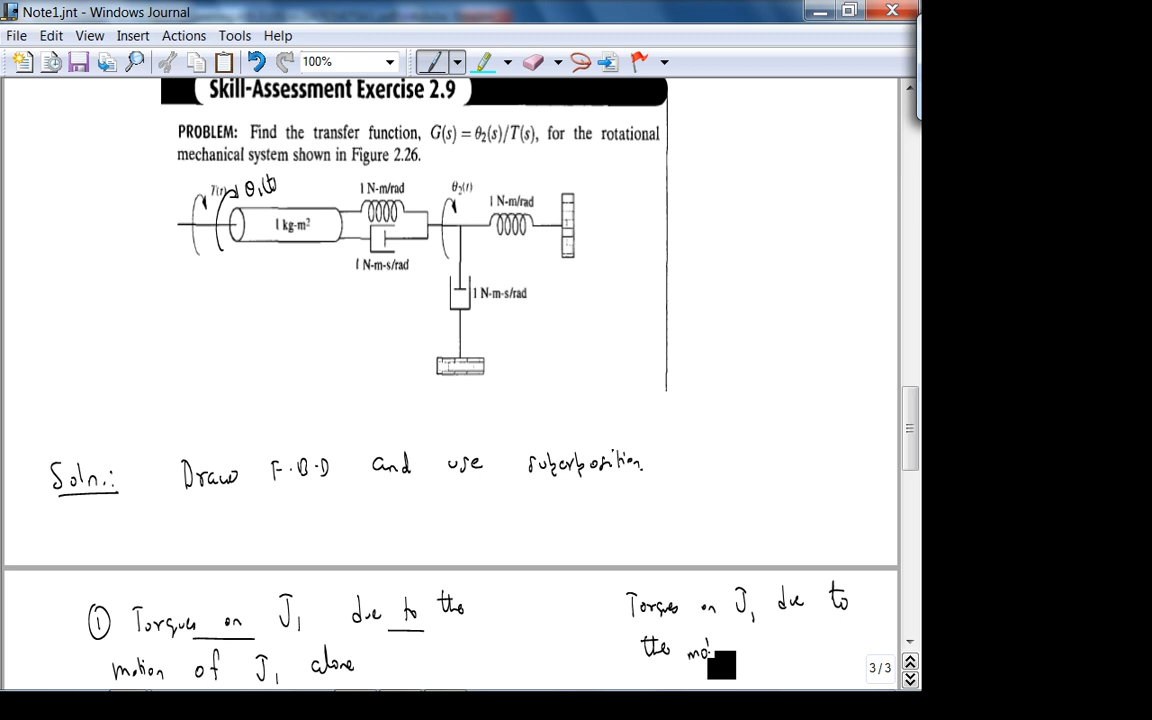 Note1.jnt - Windows Journal
File Edit View Insert Actions Tools Help
100%
Skill-Assessment Exercise 2.9
PROBLEM: Find the transfer function, G(s) = θ₂(s)/T(s), for the rotational
mechanical system shown in Figure 2.26.
T(t) θ₁(t) 1 N-m/rad θ₂(t)
1 N-m/rad
1 kg-m²
1 N-m-s/rad
1 N-m-s/rad
Soln.: Draw F.B.D and use superposition.
① Torques on J₁ due to the
motion of J₁ alone
Torques on J₁ due to
the
3 / 3